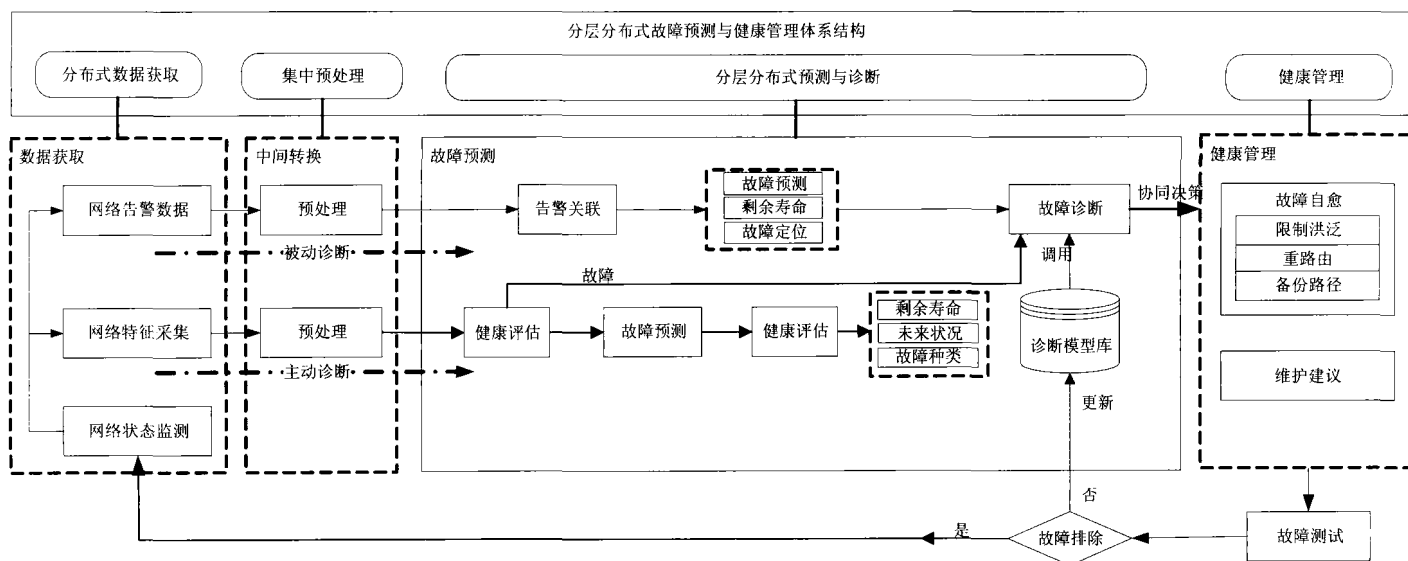 分层分布式故障预测与健康管理体系结构
分布式数据获取
集中预处理
分层分布式预测与诊断
健康管理
数据获取
中间转换
故障预测
健康管理
网络告警数据
预处理
告警关联
故障预测
剩余寿命
故障定位
故障诊断
协同决策
故障自愈
限制洪泛
重路由
备份路径
被动诊断
故障
调用
网络特征采集
预处理
健康评估
故障预测
健康评估
剩余寿命
未来状况
故障种类
诊断模型库
主动诊断
维护建议
网络状态监测
更新
否
是
故障排除
故障测试